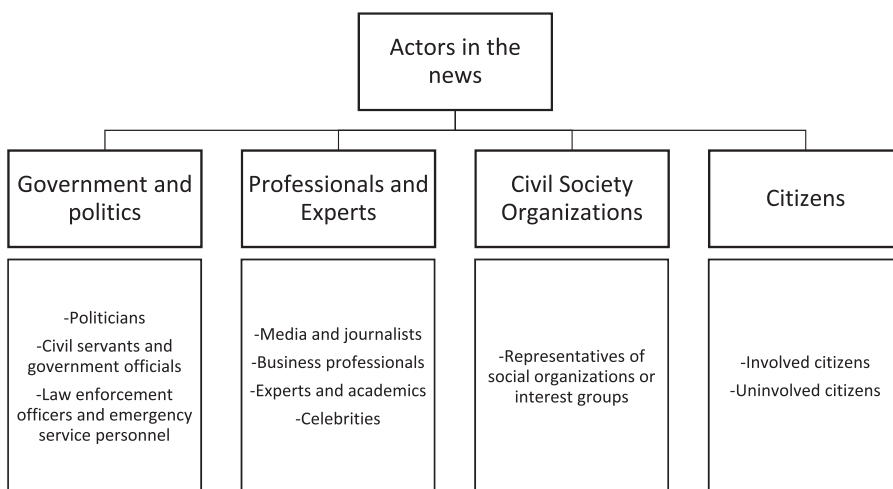 Actors in the
news
Government and
politics
Professionals and
Experts
Civil Society
Organizations
Citizens
-Politicians
-Civil servants and
government officials
-Law enforcement
officers and emergency
service personnel
-Media and journalists
-Business professionals
-Experts and academics
-Celebrities
-Representatives of
social organizations or
interest groups
-Involved citizens
-Uninvolved citizens